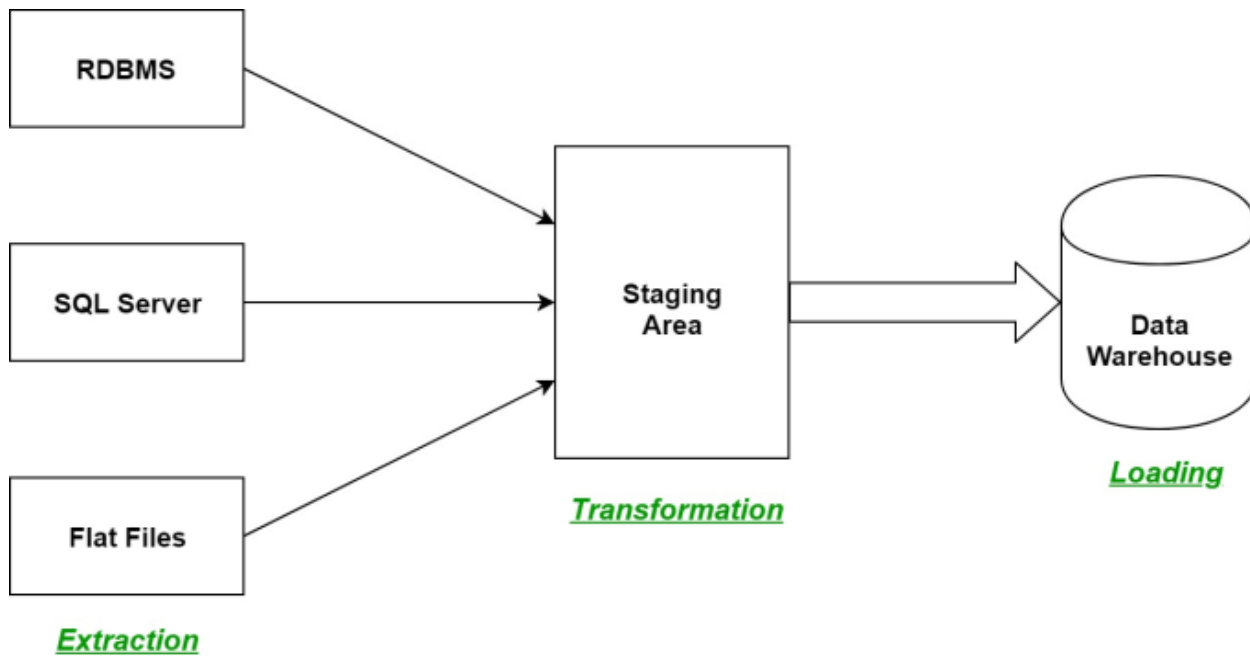 RDBMS
SQL Server
Flat Files
Extraction
Staging
Area
Transformation
Data
Warehouse
Loading